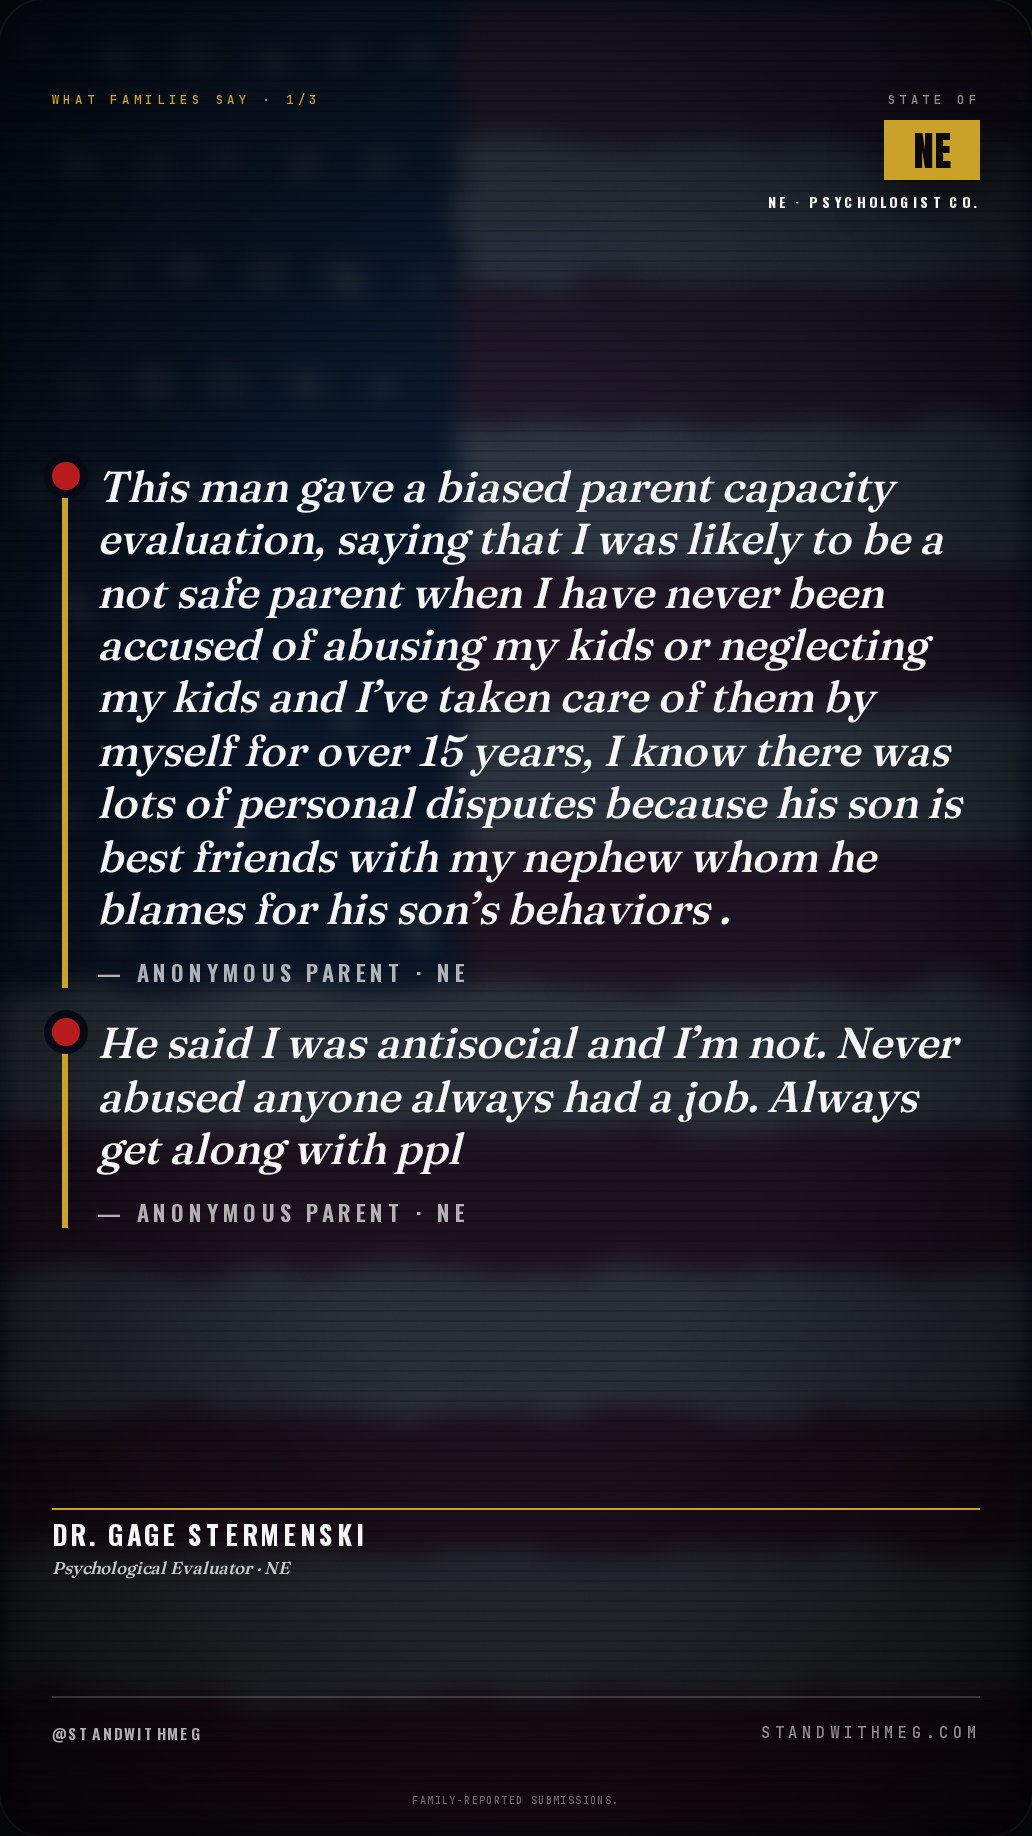 WHAT FAMILIES SAY · 1/3
STATE OF
NE
NE · PSYCHOLOGIST CO.
This man gave a biased parent capacity
evaluation, saying that I was likely to be a
not safe parent when I have never been
accused of abusing my kids or neglecting
my kids and I’ve taken care of them by
myself for over 15 years, I know there was
lots of personal disputes because his son is
best friends with my nephew whom he
blames for his son’s behaviors .
— ANONYMOUS PARENT · NE
He said I was antisocial and I’m not. Never
abused anyone always had a job. Always
get along with ppl
— ANONYMOUS PARENT · NE
DR. GAGE STERMENSKI
Psychological Evaluator · NE
@STANDWITHMEG
STANDWITHMEG.COM
FAMILY-REPORTED SUBMISSIONS.